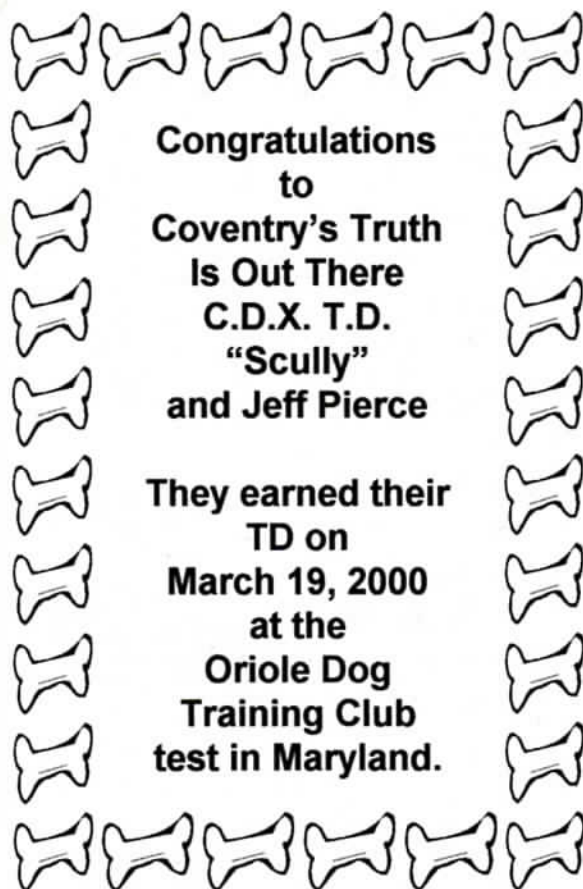 Congratulations
to
Coventry's Truth
Is Out There
C.D.X. T.D.
“Scully”
and Jeff Pierce
They earned their
TD on
March 19, 2000
at the
Oriole Dog
Training Club
test in Maryland.